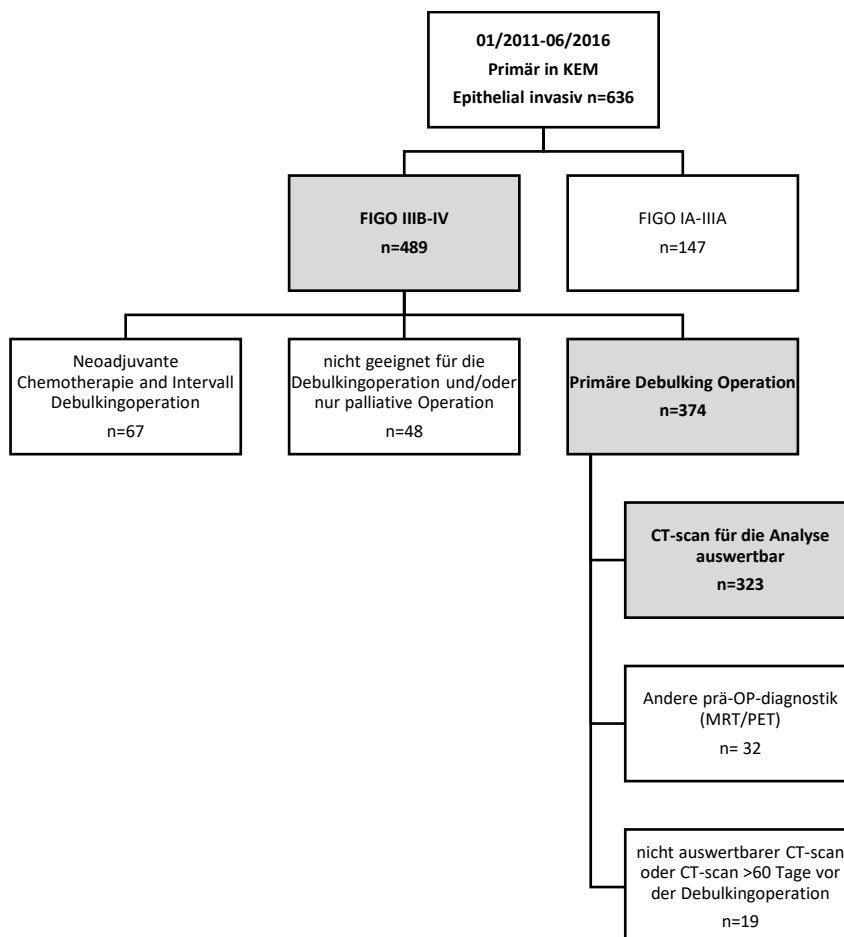 01/2011-06/2016
Primär in KEM
Epithelial invasiv n=636
FIGO IIIB-IV
n=489
FIGO IA-IIIA
n=147
Neoadjuvante
Chemotherapie and Intervall
Debulkingoperation
n=67
nicht geeignet für die
Debulkingoperation und/oder
nur palliative Operation
n=48
Primäre Debulking Operation
n=374
CT-scan für die Analyse
auswertbar
n=323
Andere prä-OP-diagnostik
(MRT/PET)
n= 32
nicht auswertbarer CT-scan
oder CT-scan >60 Tage vor
der Debulkingoperation
n=19